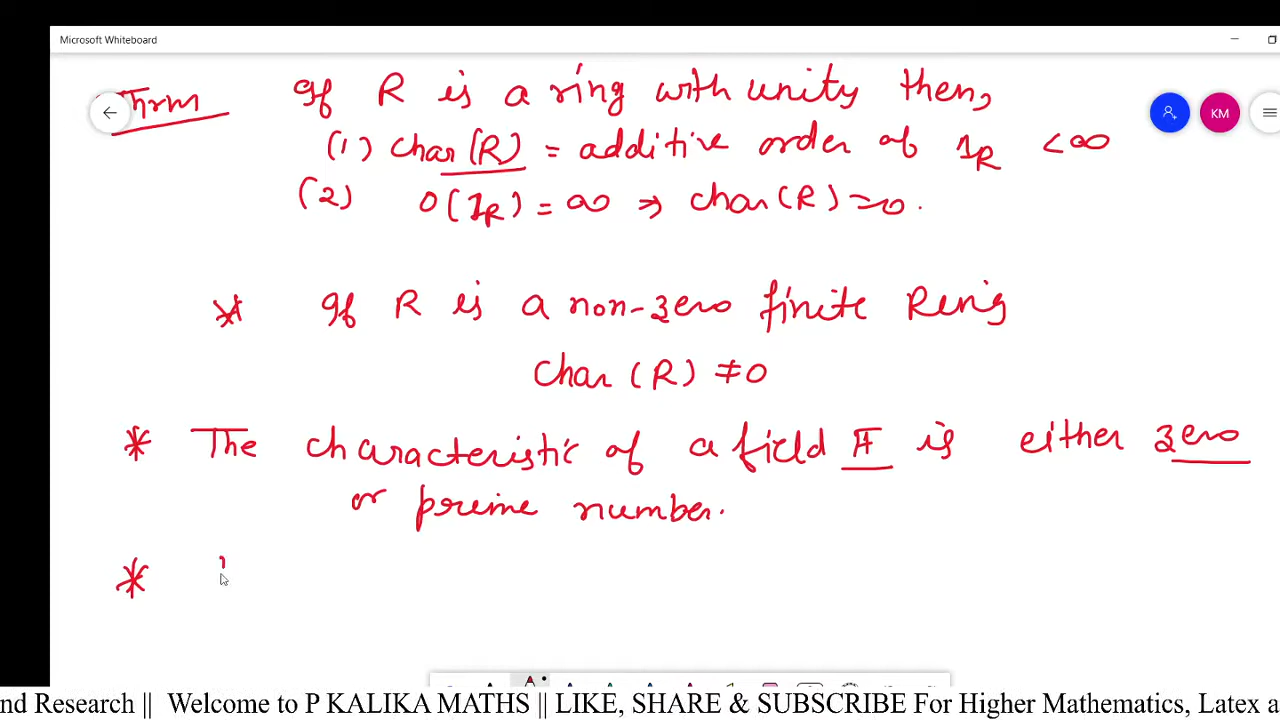 Microsoft Whiteboard
Thrm If R is a ring with unity then,
KM
(1) char(R) = additive order of 1_R < ∞
(2) O(1_R) = ∞ ⇒ char(R) = 0.
* If R is a non-zero finite Ring
Char(R) ≠ 0
* The characteristic of a field F is either zero
or prime number.
*
nd Research || Welcome to P KALIKA MATHS || LIKE, SHARE & SUBSCRIBE For Higher Mathematics, Latex a